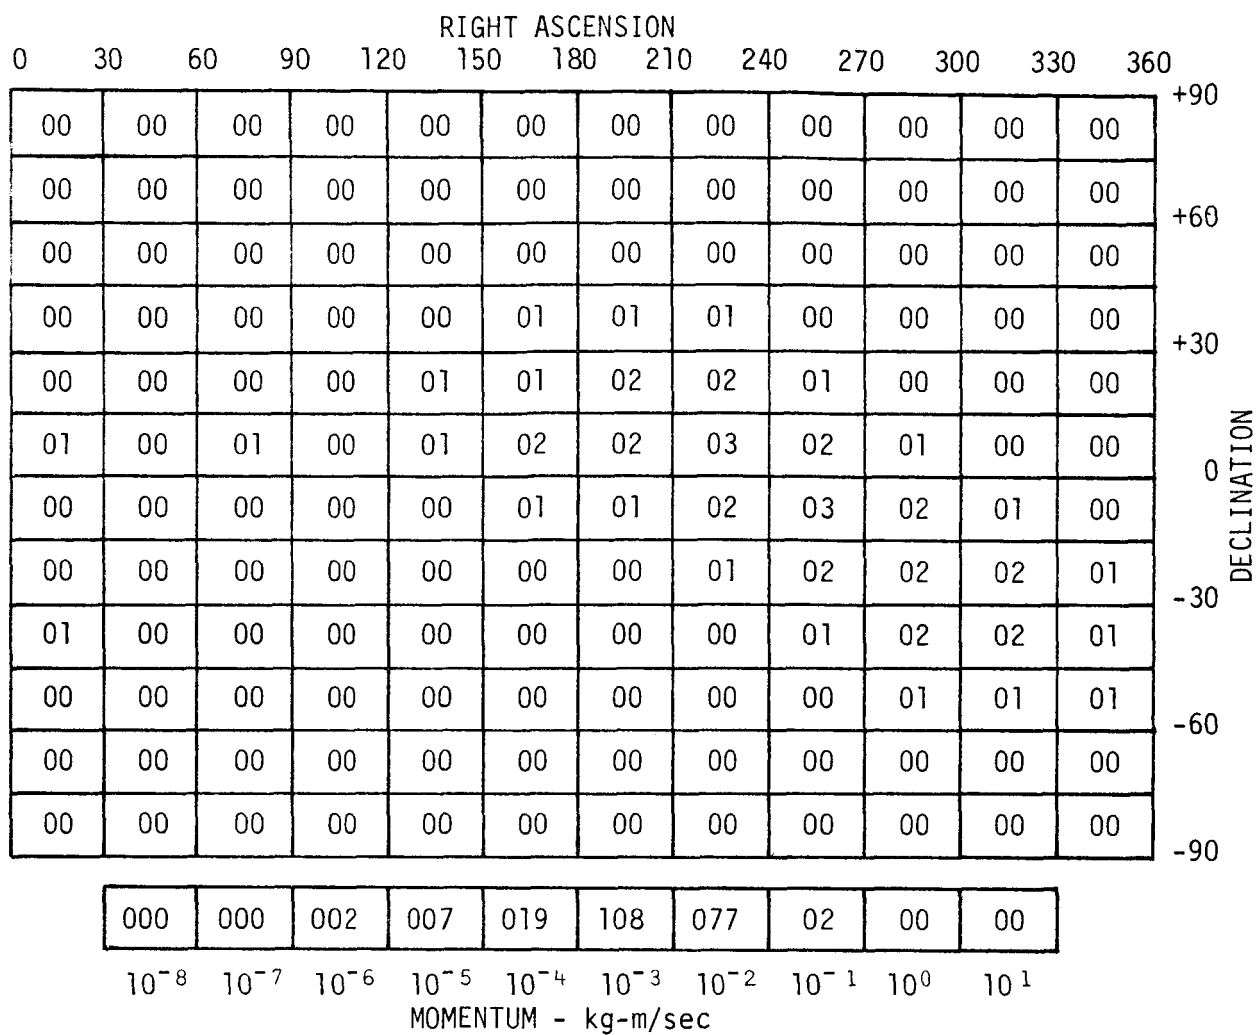 RIGHT ASCENSION
0 30 60 90 120 150 180 210 240 270 300 330 360
+90
00 00 00 00 00 00 00 00 00 00 00 00
00 00 00 00 00 00 00 00 00 00 00 00
+60
00 00 00 00 00 00 00 00 00 00 00 00
00 00 00 00 00 01 01 01 00 00 00 00
+30
00 00 00 00 01 01 02 02 01 00 00 00
01 00 01 00 01 02 02 03 02 01 00 00
0
00 00 00 00 00 01 01 02 03 02 01 00
00 00 00 00 00 00 00 01 02 02 02 01
-30
01 00 00 00 00 00 00 00 01 02 02 01
00 00 00 00 00 00 00 00 00 01 01 01
-60
00 00 00 00 00 00 00 00 00 00 00 00
00 00 00 00 00 00 00 00 00 00 00 00
-90
DECLINATION
000 000 002 007 019 108 077 02 00 00
10⁻⁸ 10⁻⁷ 10⁻⁶ 10⁻⁵ 10⁻⁴ 10⁻³ 10⁻² 10⁻¹ 10⁰ 10¹
MOMENTUM - kg-m/sec